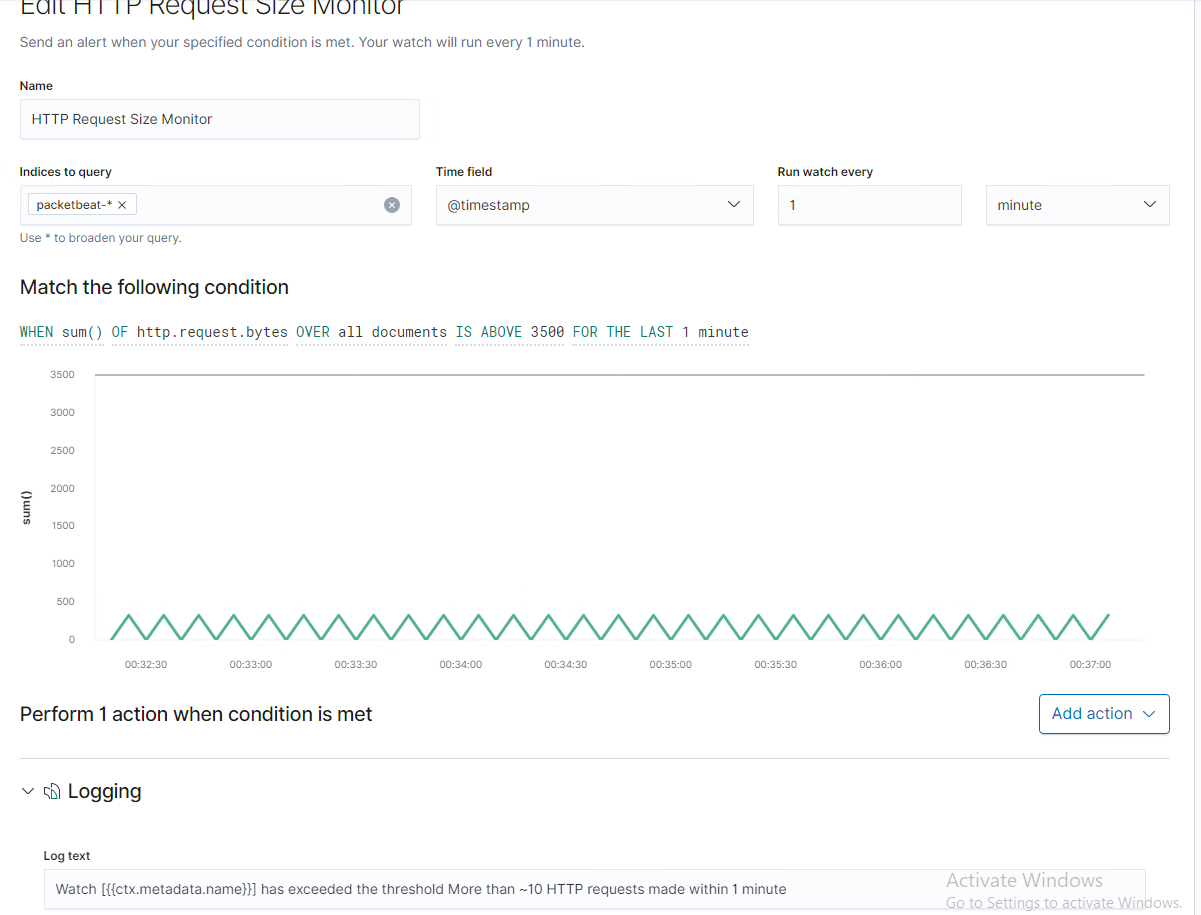 Edit HTTP Request Size Monitor
Send an alert when your specified condition is met. Your watch will run every 1 minute.
Name
HTTP Request Size Monitor
Indices to query
Time field
Run watch every
packetbeat-* ×
@timestamp
1
minute
Use * to broaden your query.
Match the following condition
WHEN sum() OF http.request.bytes OVER all documents IS ABOVE 3500 FOR THE LAST 1 minute
3500
3000
2500
2000
1500
1000
500
0
sum()
00:32:30 00:33:00 00:33:30 00:34:00 00:34:30 00:35:00 00:35:30 00:36:00 00:36:30 00:37:00
Perform 1 action when condition is met
Add action
Logging
Log text
Watch [{{ctx.metadata.name}}] has exceeded the threshold More than ~10 HTTP requests made within 1 minute
Activate Windows
Go to Settings to activate Windows.